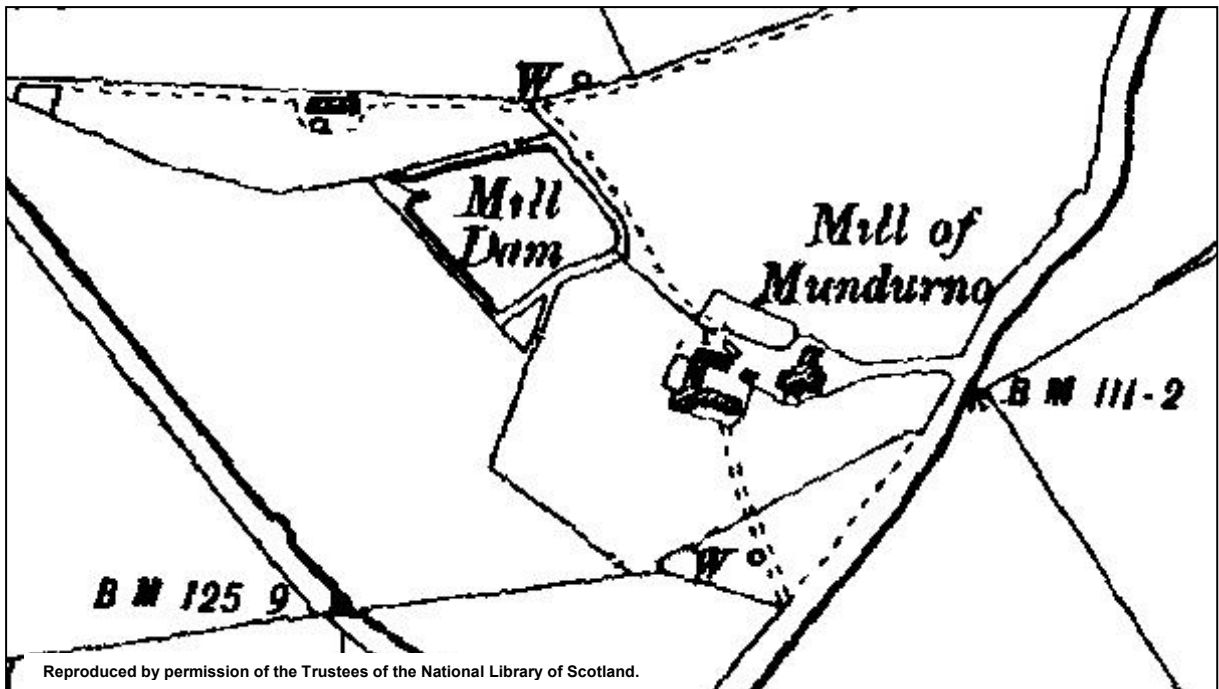 W
Mill
Dam
Mill of
Mundurno
B M 111-2
W
B M 125 9
Reproduced by permission of the Trustees of the National Library of Scotland.